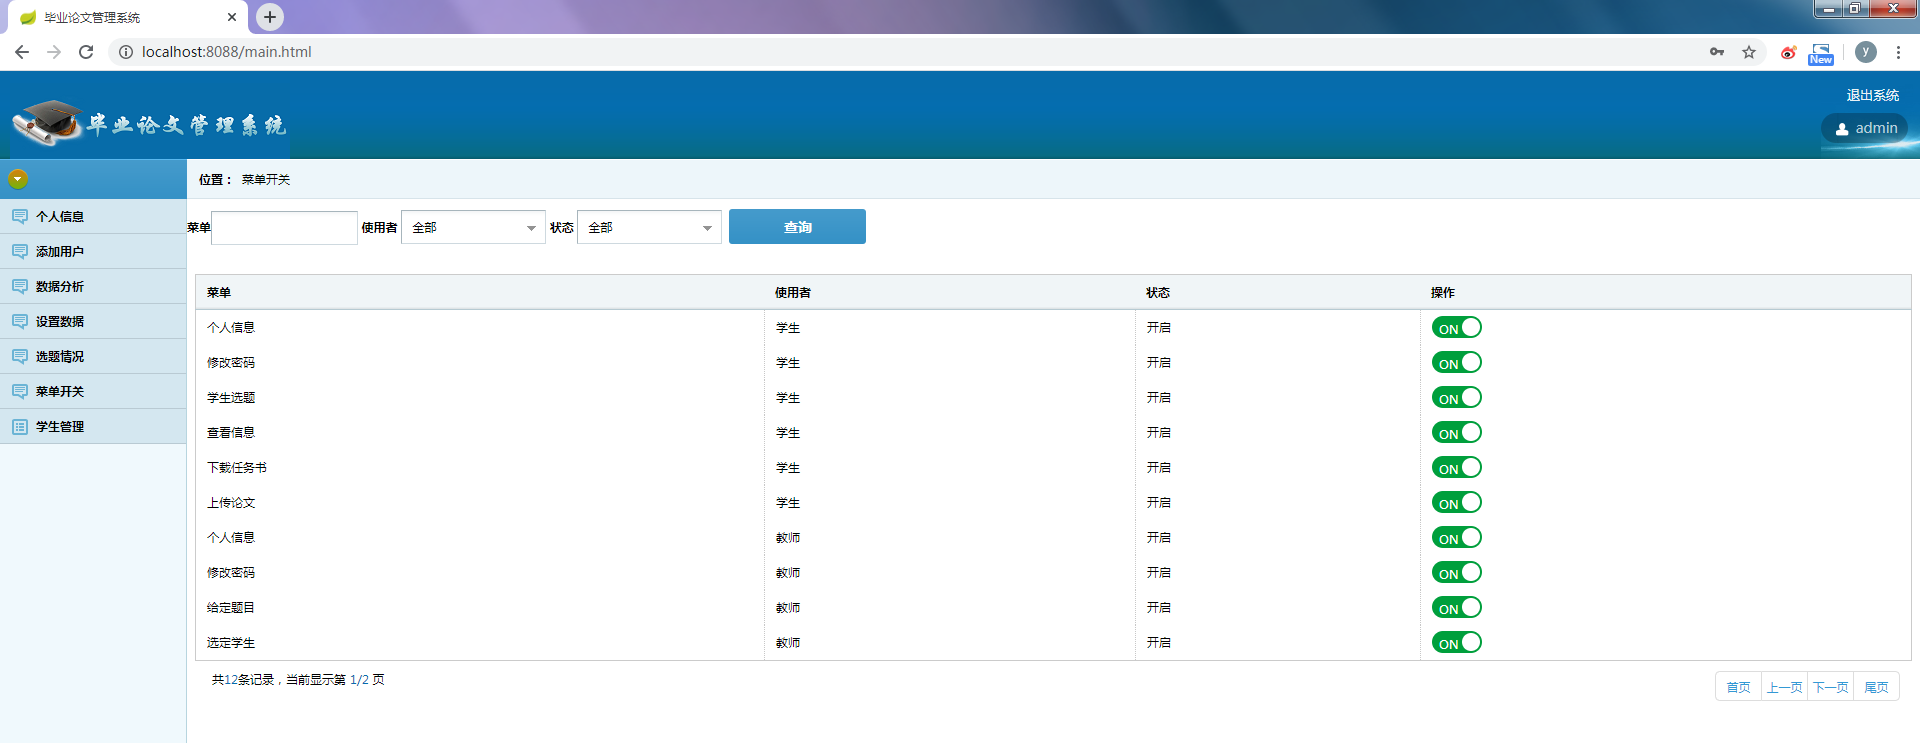 毕业论文管理系统
localhost:8088/main.html
New
y
毕业论文管理系统
退出系统
admin
位置： 菜单开关
个人信息
添加用户
数据分析
设置数据
选题情况
菜单开关
学生管理
菜单 使用者 全部 状态 全部 查询
菜单 使用者 状态 操作
个人信息 学生 开启 ON
修改密码 学生 开启 ON
学生选题 学生 开启 ON
查看信息 学生 开启 ON
下载任务书 学生 开启 ON
上传论文 学生 开启 ON
个人信息 教师 开启 ON
修改密码 教师 开启 ON
给定题目 教师 开启 ON
选定学生 教师 开启 ON
共12条记录，当前显示第 1/2 页
首页 上一页 下一页 尾页